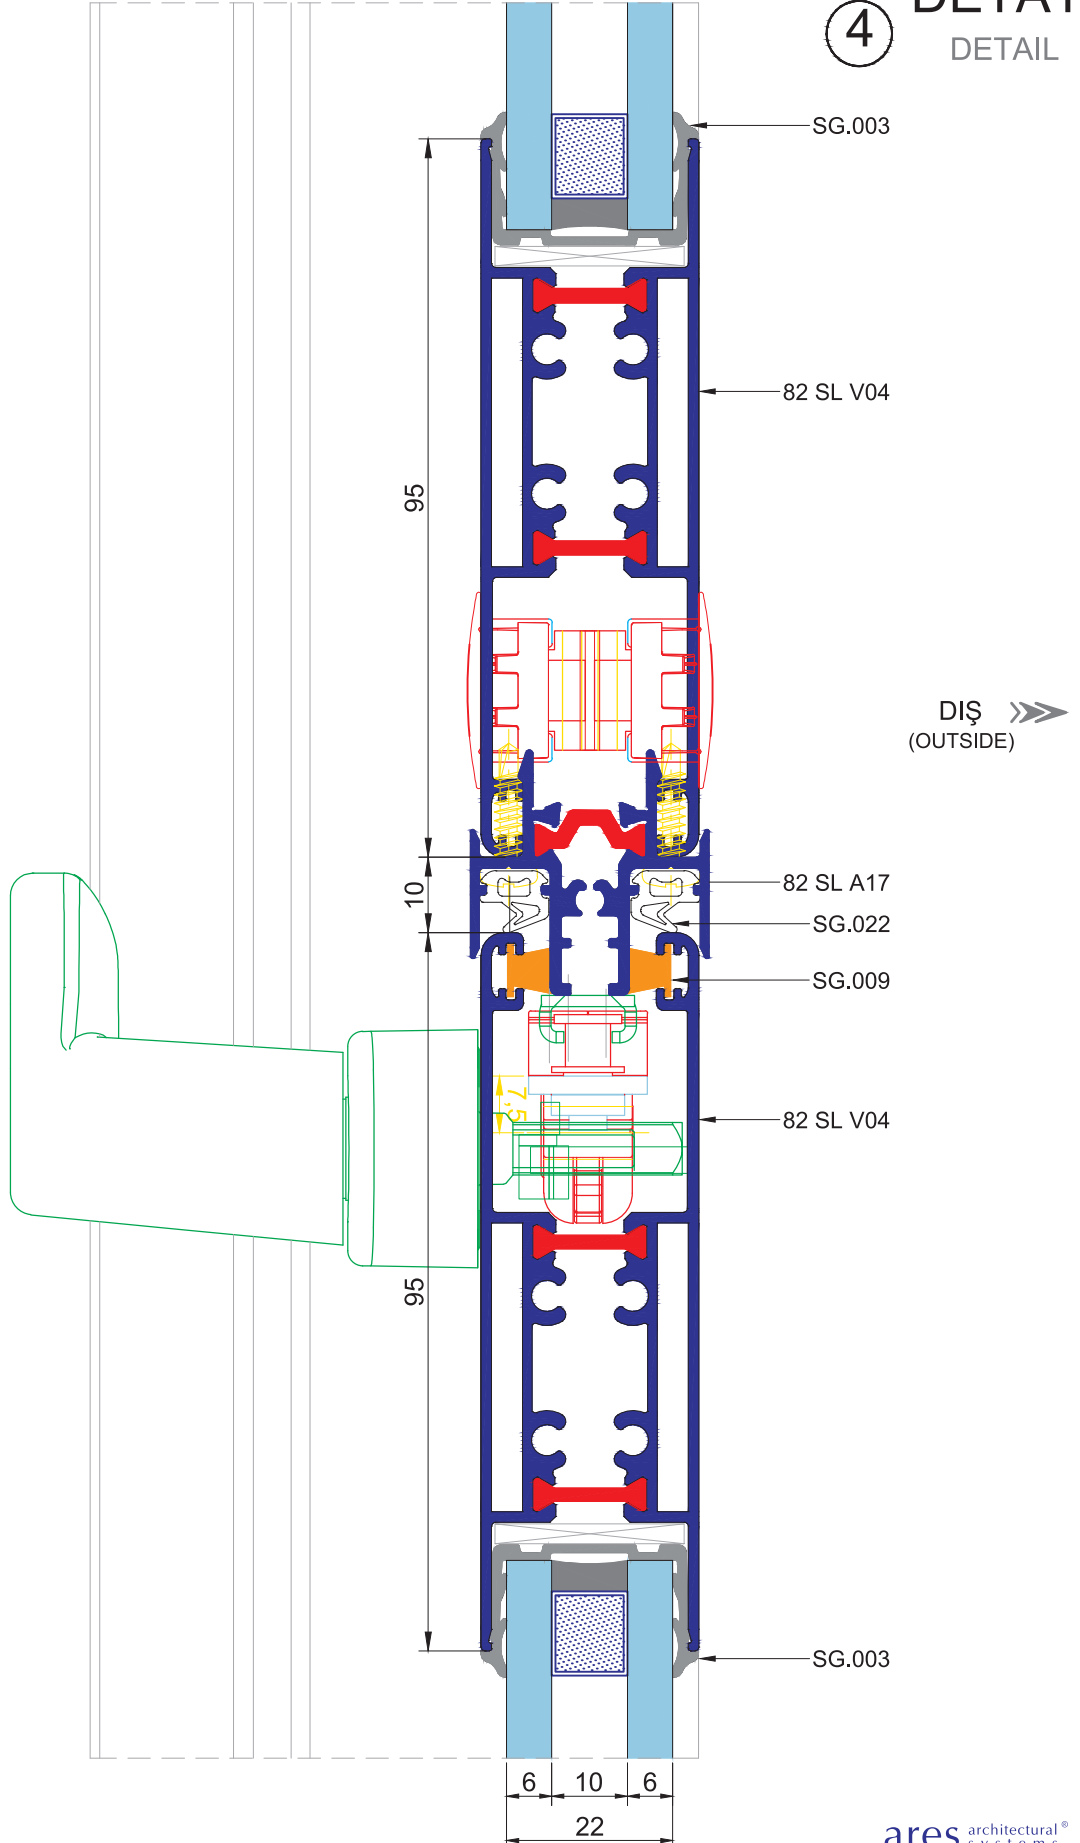 4
DETAIL
SG.003
82 SL V04
95
DIŞ
(OUTSIDE)
10
82 SL A17
SG.022
SG.009
7,5
82 SL V04
95
SG.003
6 10 6
22
ares architectural®
systems